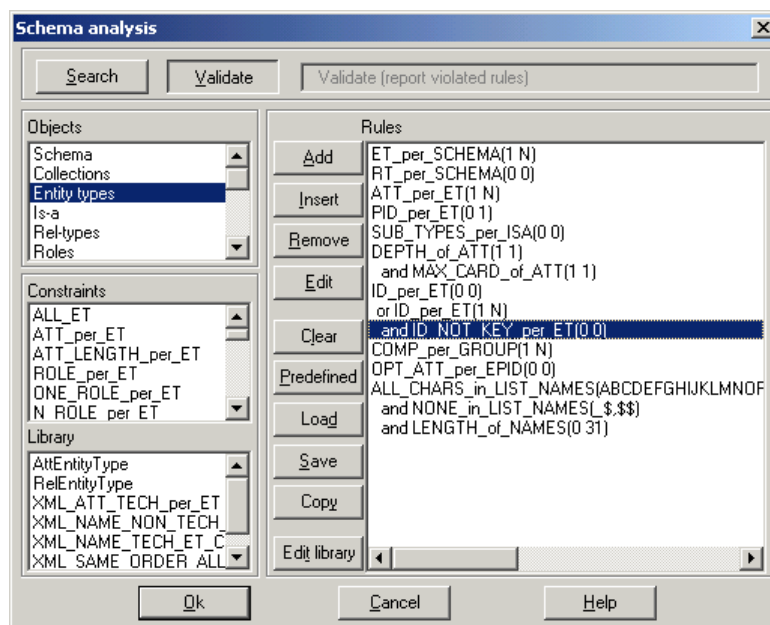 Schema analysis
Search
Validate
Validate (report violated rules)
Objects
Schema
Collections
Entity types
Is-a
Rel-types
Roles
Constraints
ALL_ET
ATT_per_ET
ATT_LENGTH_per_ET
ROLE_per_ET
ONE_ROLE_per_ET
N_ROLE_per_ET
Library
AttEntityType
RelEntityType
XML_ATT_TECH_per_ET
XML_NAME_NON_TECH_
XML_NAME_TECH_ET_C
XML_SAME_ORDER_ALL_
Rules
Add
Insert
Remove
Edit
Clear
Predefined
Load
Save
Copy
Edit library
ET_per_SCHEMA(1 N)
RT_per_SCHEMA(0 0)
ATT_per_ET(1 N)
PID_per_ET(0 1)
SUB_TYPES_per_ISA(0 0)
DEPTH_of_ATT(1 1)
and MAX_CARD_of_ATT(1 1)
ID_per_ET(0 0)
or ID_per_ET(1 N)
and ID_NOT_KEY_per_ET(0 0)
COMP_per_GROUP(1 N)
OPT_ATT_per_EPID(0 0)
ALL_CHARS_in_LIST_NAMES(ABCDEFGHIJKLMNOP
and NONE_in_LIST_NAMES(_$,$$)
and LENGTH_of_NAMES(0 31)
Ok
Cancel
Help